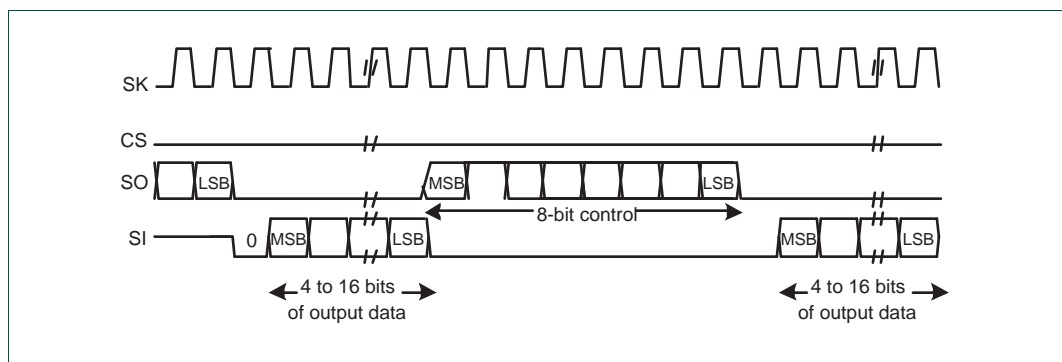 SK
CS
SO
LSB
MSB
LSB
8-bit control
SI
0
MSB
LSB
MSB
LSB
4 to 16 bits
of output data
4 to 16 bits
of output data